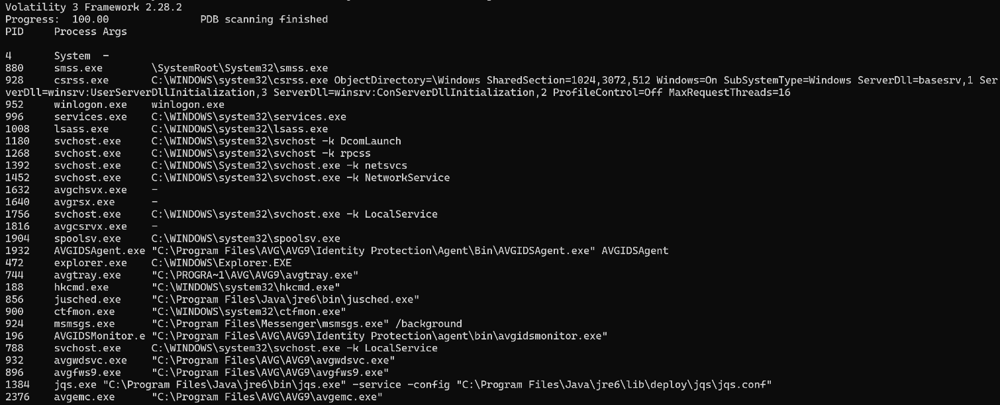 Volatility 3 Framework 2.28.2
Progress:  100.00               PDB scanning finished
PID     Process Args

4       System  -
880     smss.exe        \SystemRoot\System32\smss.exe
928     csrss.exe       C:\WINDOWS\system32\csrss.exe ObjectDirectory=\Windows SharedSection=1024,3072,512 Windows=On SubSystemType=Windows ServerDll=basesrv,1 Ser
verDll=winsrv:UserServerDllInitialization,3 ServerDll=winsrv:ConServerDllInitialization,2 ProfileControl=Off MaxRequestThreads=16
952     winlogon.exe    winlogon.exe
996     services.exe    C:\WINDOWS\system32\services.exe
1008    lsass.exe       C:\WINDOWS\system32\lsass.exe
1180    svchost.exe     C:\WINDOWS\system32\svchost -k DcomLaunch
1268    svchost.exe     C:\WINDOWS\system32\svchost -k rpcss
1392    svchost.exe     C:\WINDOWS\System32\svchost.exe -k netsvcs
1452    svchost.exe     C:\WINDOWS\system32\svchost.exe -k NetworkService
1632    avgchsvx.exe    -
1640    avgrsx.exe      -
1756    svchost.exe     C:\WINDOWS\system32\svchost.exe -k LocalService
1816    avgcsrvx.exe    -
1904    spoolsv.exe     C:\WINDOWS\system32\spoolsv.exe
1932    AVGIDSAgent.exe "C:\Program Files\AVG\AVG9\Identity Protection\Agent\Bin\AVGIDSAgent.exe" AVGIDSAgent
472     explorer.exe    C:\WINDOWS\Explorer.EXE
744     avgtray.exe     "C:\PROGRA~1\AVG\AVG9\avgtray.exe"
188     hkcmd.exe       "C:\WINDOWS\system32\hkcmd.exe"
856     jusched.exe     "C:\Program Files\Java\jre6\bin\jusched.exe"
900     ctfmon.exe      "C:\WINDOWS\system32\ctfmon.exe"
924     msmsgs.exe      "C:\Program Files\Messenger\msmsgs.exe" /background
196     AVGIDSMonitor.e "C:\Program Files\AVG\AVG9\Identity Protection\agent\bin\avgidsmonitor.exe"
788     svchost.exe     C:\WINDOWS\system32\svchost.exe -k LocalService
932     avgwdsvc.exe    "C:\Program Files\AVG\AVG9\avgwdsvc.exe"
896     avgfws9.exe     "C:\Program Files\AVG\AVG9\avgfws9.exe"
1384    jqs.exe "C:\Program Files\Java\jre6\bin\jqs.exe" -service -config "C:\Program Files\Java\jre6\lib\deploy\jqs\jqs.conf"
2376    avgemc.exe      "C:\Program Files\AVG\AVG9\avgemc.exe"